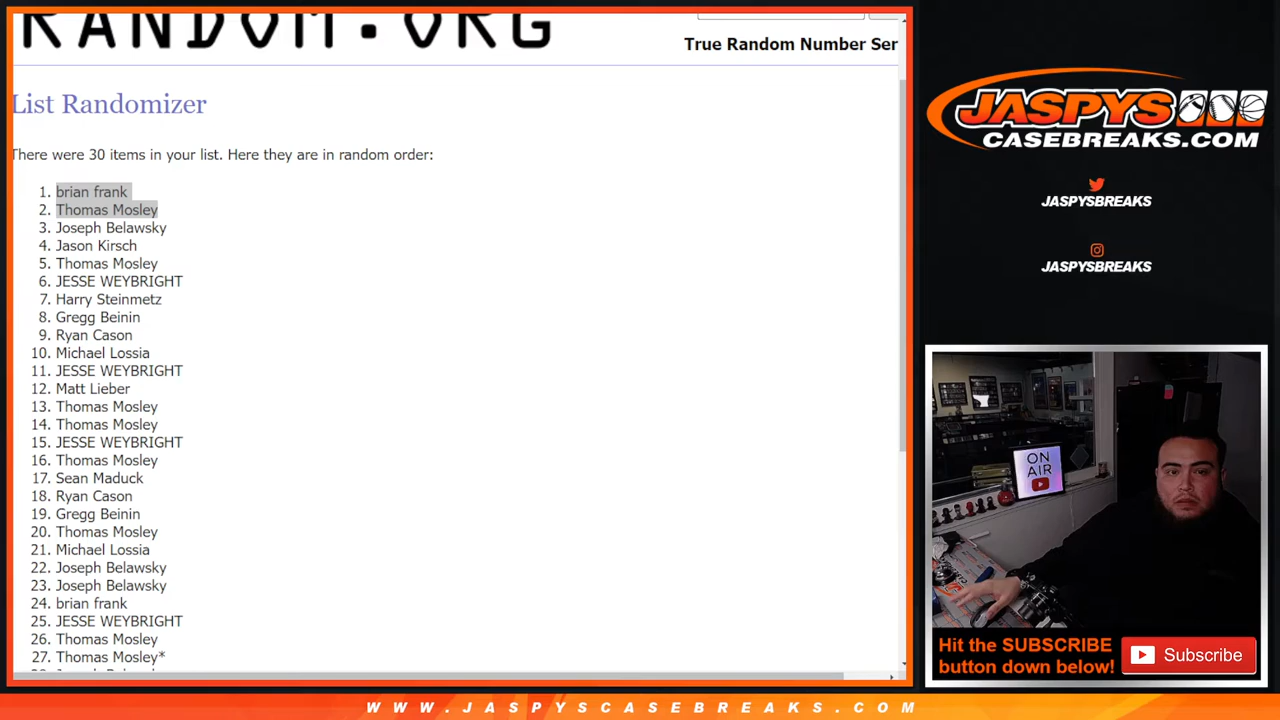 RANDOM.ORG
True Random Number Ser
List Randomizer
There were 30 items in your list. Here they are in random order:
1. brian frank
2. Thomas Mosley
3. Joseph Belawsky
4. Jason Kirsch
5. Thomas Mosley
6. JESSE WEYBRIGHT
7. Harry Steinmetz
8. Gregg Beinin
9. Ryan Cason
10. Michael Lossia
11. JESSE WEYBRIGHT
12. Matt Lieber
13. Thomas Mosley
14. Thomas Mosley
15. JESSE WEYBRIGHT
16. Thomas Mosley
17. Sean Maduck
18. Ryan Cason
19. Gregg Beinin
20. Thomas Mosley
21. Michael Lossia
22. Joseph Belawsky
23. Joseph Belawsky
24. brian frank
25. JESSE WEYBRIGHT
26. Thomas Mosley
27. Thomas Mosley*
JASPYS
CASEBREAKS.COM
JASPYSBREAKS
JASPYSBREAKS
ON
AIR
Hit the SUBSCRIBE
button down below!
Subscribe
WWW.JASPYSCASEBREAKS.COM